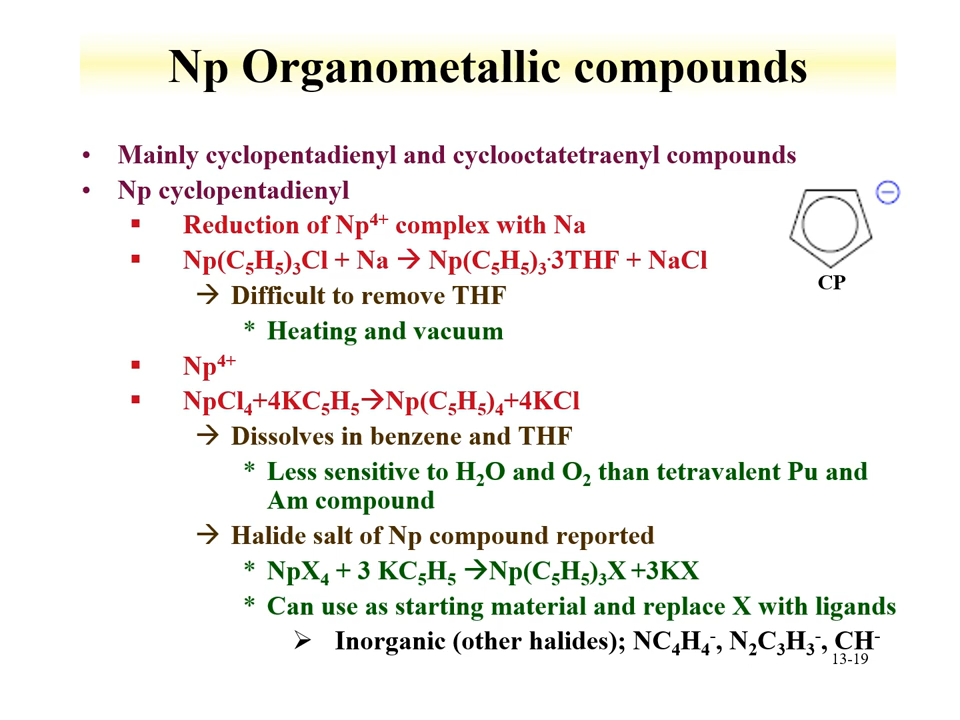 Np Organometallic compounds
• Mainly cyclopentadienyl and cyclooctatetraenyl compounds
• Np cyclopentadienyl
▪ Reduction of Np⁴⁺ complex with Na
▪ Np(C₅H₅)₃Cl + Na → Np(C₅H₅)₃·3THF + NaCl
CP
→ Difficult to remove THF
* Heating and vacuum
▪ Np⁴⁺
▪ NpCl₄+4KC₅H₅→Np(C₅H₅)₄+4KCl
→ Dissolves in benzene and THF
* Less sensitive to H₂O and O₂ than tetravalent Pu and
Am compound
→ Halide salt of Np compound reported
* NpX₄ + 3 KC₅H₅ →Np(C₅H₅)₃X +3KX
* Can use as starting material and replace X with ligands
➢ Inorganic (other halides); NC₄H₄⁻, N₂C₃H₃⁻, CH⁻
13-19